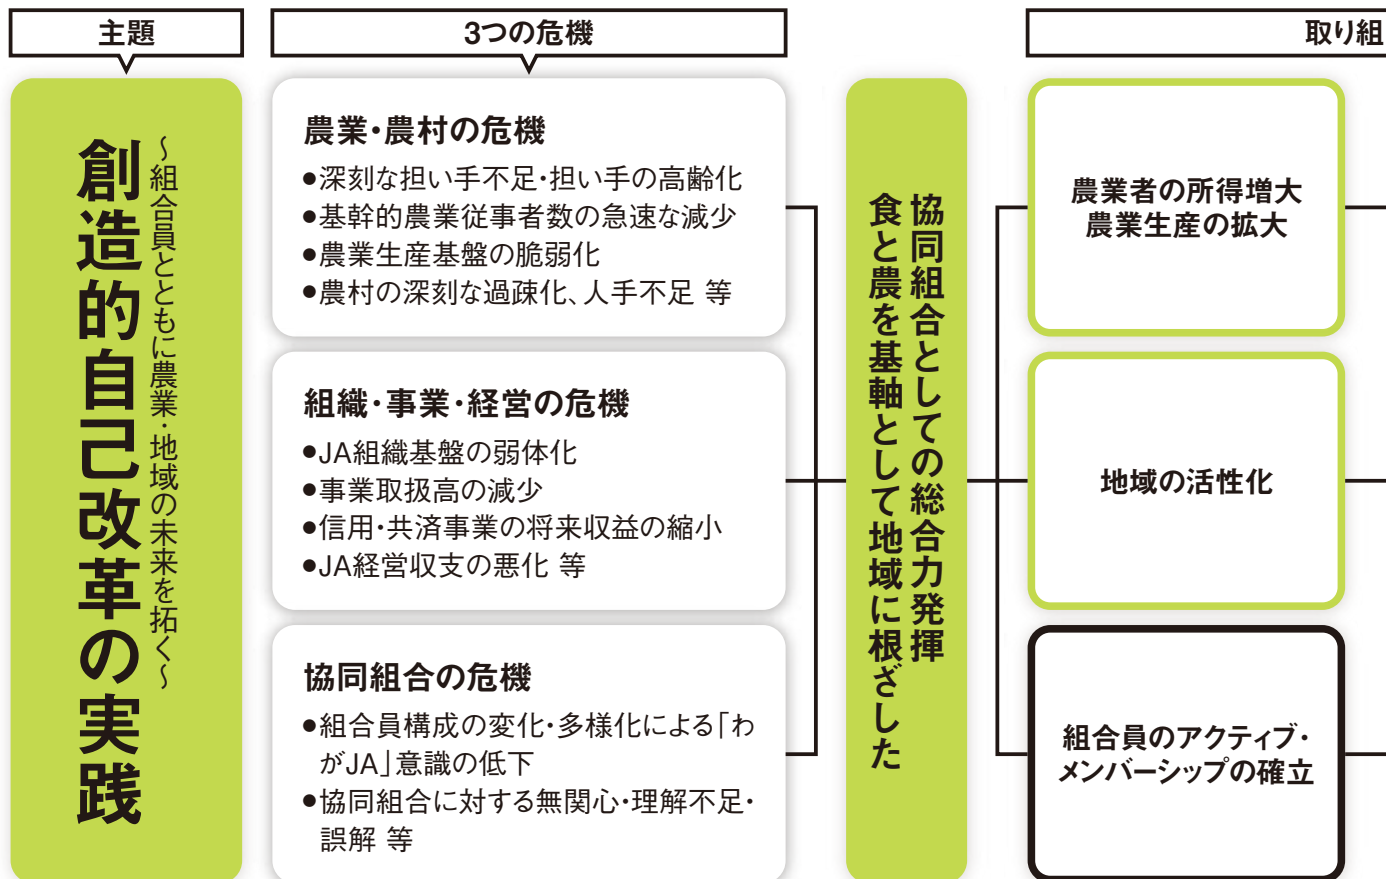 主題
創造的自己改革の実践
～組合員とともに農業・地域の未来を拓く～
3つの危機
農業・農村の危機
●深刻な担い手不足・担い手の高齢化
●基幹的農業従事者数の急速な減少
●農業生産基盤の脆弱化
●農村の深刻な過疎化、人手不足 等
組織・事業・経営の危機
●JA組織基盤の弱体化
●事業取扱高の減少
●信用・共済事業の将来収益の縮小
●JA経営収支の悪化 等
協同組合の危機
●組合員構成の変化・多様化による「わ
がJA」意識の低下
●協同組合に対する無関心・理解不足・
誤解 等
食と農を基軸として地域に根ざした
協同組合としての総合力発揮
取り組
農業者の所得増大
農業生産の拡大
地域の活性化
組合員のアクティブ・
メンバーシップの確立